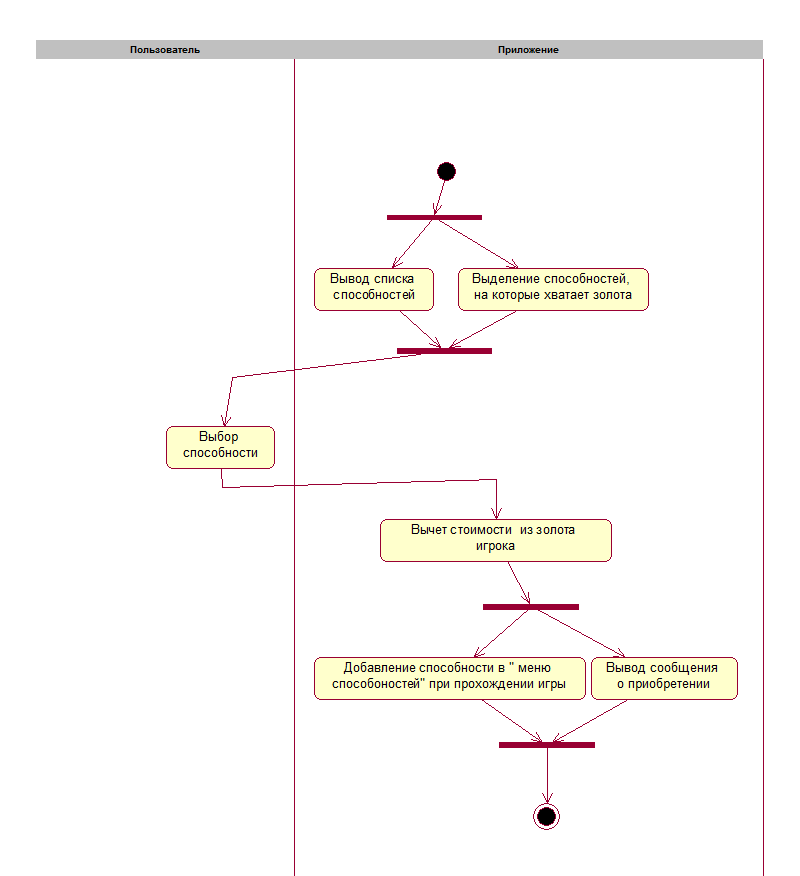 Пользователь
Приложение
Вывод списка
способностей
Выделение способностей,
на которые хватает золота
Выбор
способности
Вычет стоимости из золота
игрока
Добавление способности в " меню
способоностей" при прохождении игры
Вывод сообщения
о приобретении